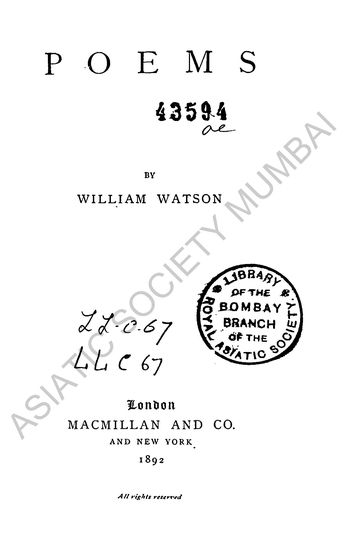 POEMS
43594
BY
WILLIAM WATSON
LIBRARY
OF THE
BOMBAY
BRANCH
OF THE
ROYAL ASIATIC SOCIETY.
LL-C-67
LLC 67
London
MACMILLAN AND CO.
AND NEW YORK
1892
All rights reserved
ASIATIC SOCIETY MUMBAI